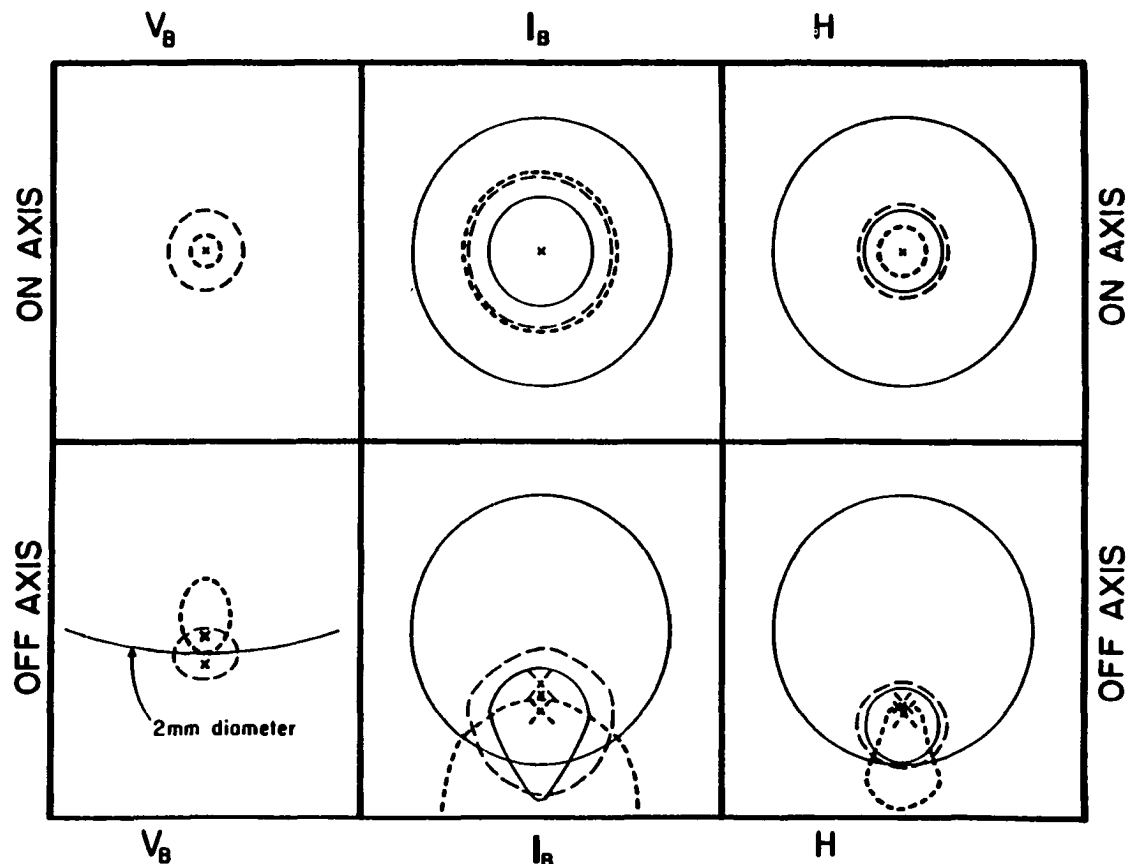 V_B I_B H
ON AXIS ON AXIS
OFF AXIS OFF AXIS
2mm diameter
V_B I_B H